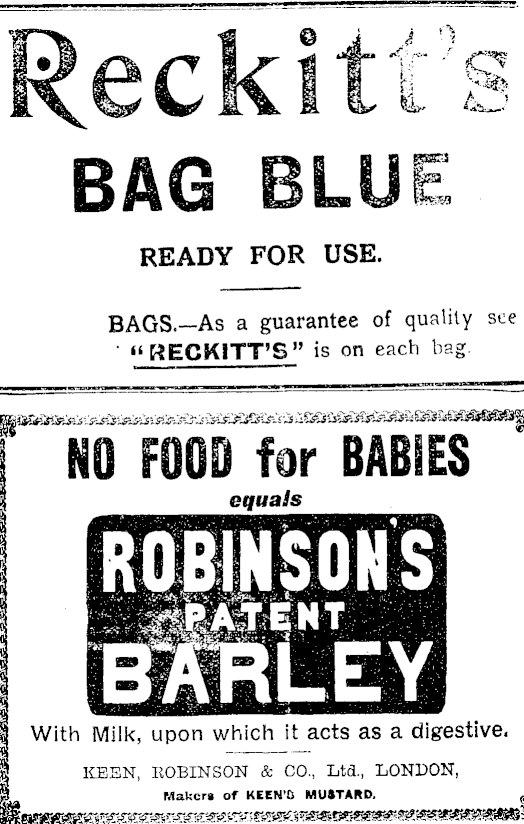 Reckitt's
BAG BLUE
READY FOR USE.
BAGS.—As a guarantee of quality see
"RECKITT'S" is on each bag.
NO FOOD for BABIES
equals
ROBINSON'S
PATENT
BARLEY
With Milk, upon which it acts as a digestive.
KEEN, ROBINSON & CO., Ltd., LONDON,
Makers of KEEN'S MUSTARD.